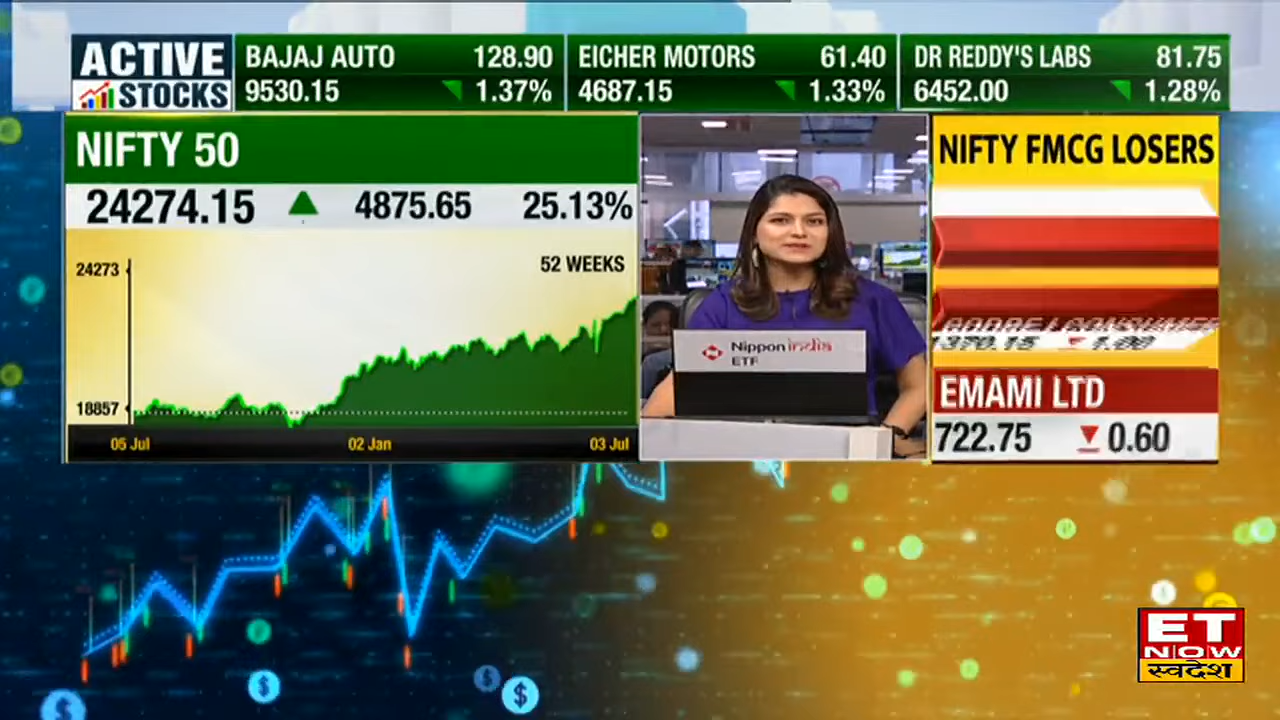 ACTIVE
STOCKS
BAJAJ AUTO 128.90
9530.15 1.37%
EICHER MOTORS 61.40
4687.15 1.33%
DR REDDY'S LABS 81.75
6452.00 1.28%
NIFTY 50
24274.15 4875.65 25.13%
52 WEEKS
24273
18857
05 Jul 02 Jan 03 Jul
Nippon india
ETF
NIFTY FMCG LOSERS
EMAMI LTD
722.75 0.60
ET
NOW
स्वदेश